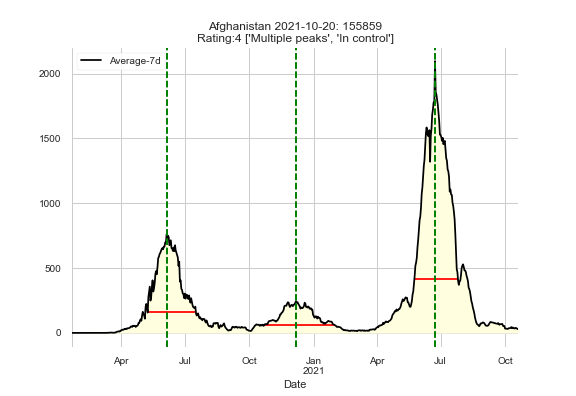 Afghanistan 2021-10-20: 155859
Rating:4 ['Multiple peaks', 'In control']
Average-7d
2000
1500
1000
500
0
Apr
Jul
Oct
Jan
2021
Apr
Jul
Oct
Date